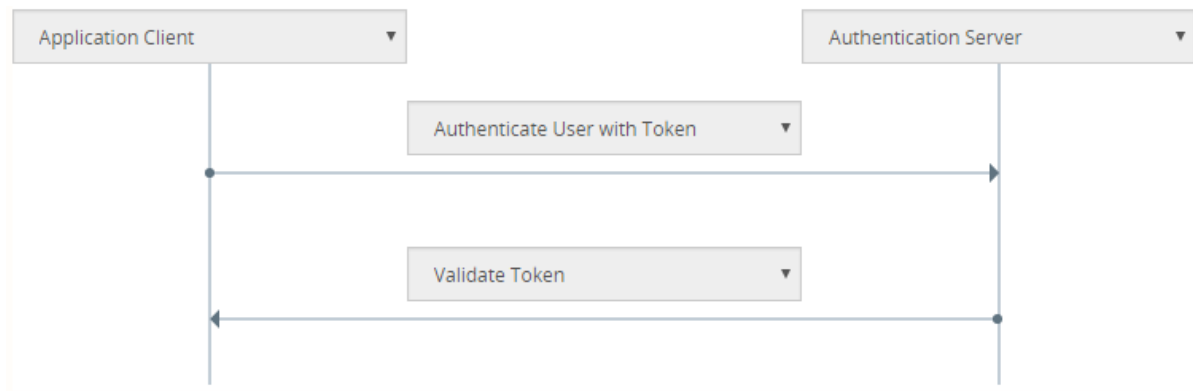 Application Client
Authentication Server
Authenticate User with Token
Validate Token